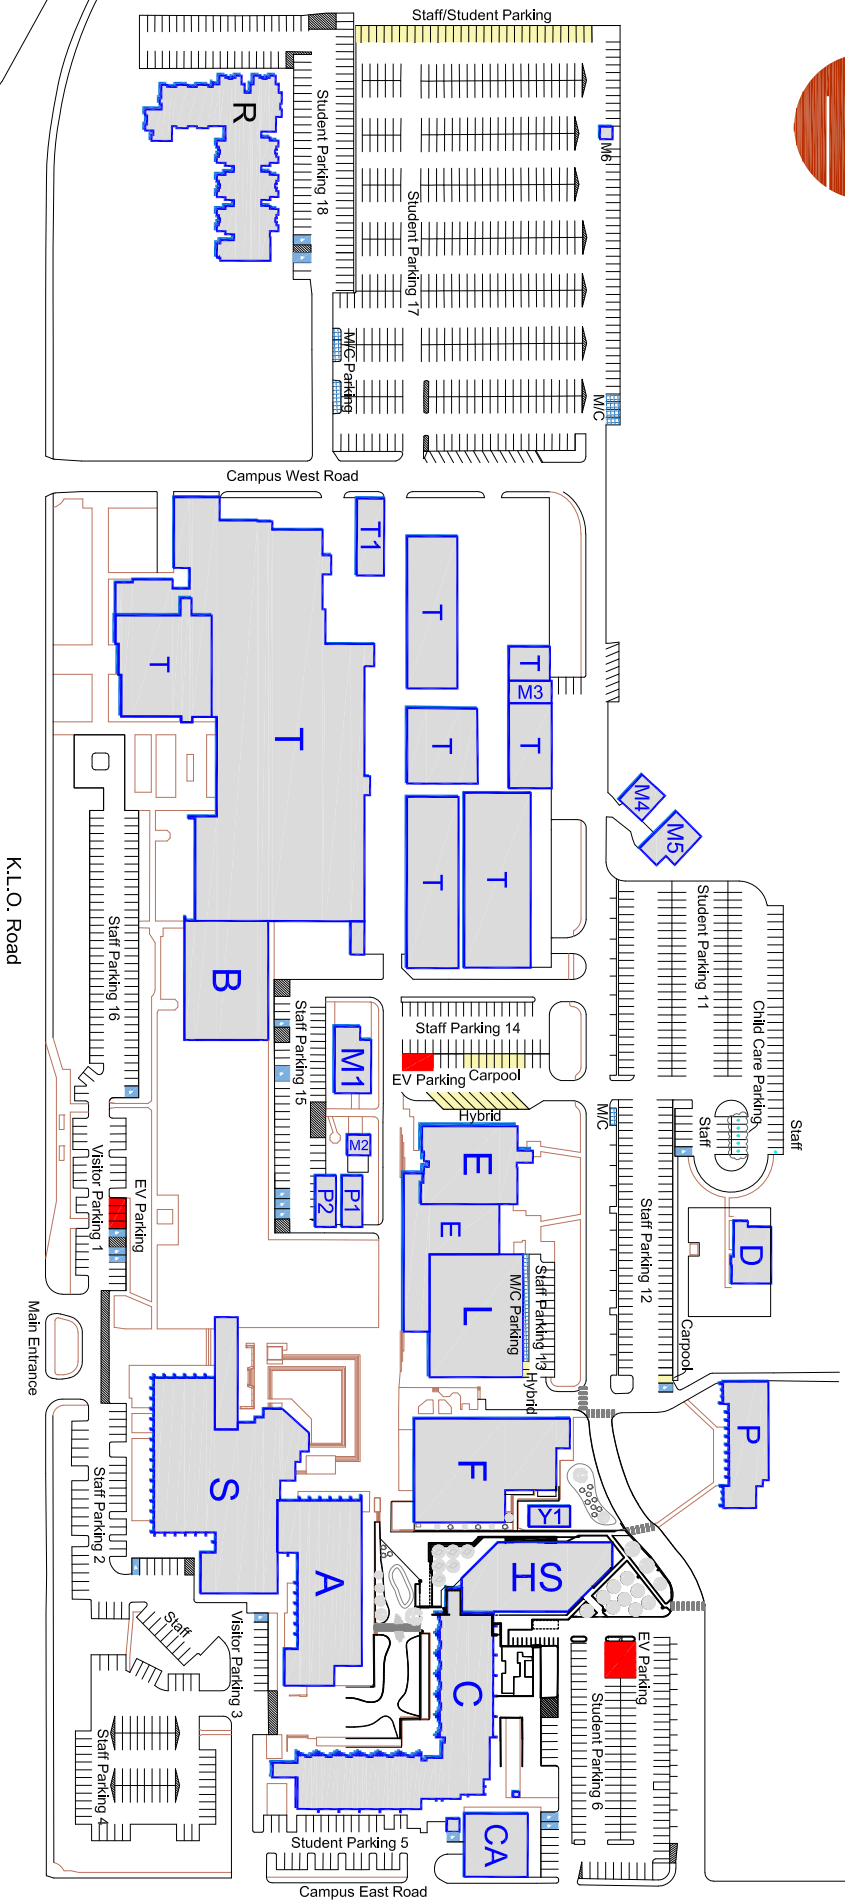 Staff/Student Parking
R
Student Parking 18
M6
Student Parking 17
M/C Parking
M/C
Campus West Road
T1
T
T
M3
T
T
T
T
T
T
M4
M5
K.L.O. Road
Staff Parking 16
B
Student Parking 11
Child Care Parking
Staff Parking 14
Staff Parking 15
M1
EV Parking
Carpool
Hybrid
M/C
Staff
Staff
M2
P2
P1
E
E
Visitor Parking 1
EV Parking
Staff Parking 12
D
L
M/C Parking
Staff Parking 13
Hybrid
Carpool
Main Entrance
P
F
S
Y1
Staff Parking 2
HS
A
Staff
Visitor Parking 3
EV Parking
C
Student Parking 6
Staff Parking 4
CA
Student Parking 5
Campus East Road